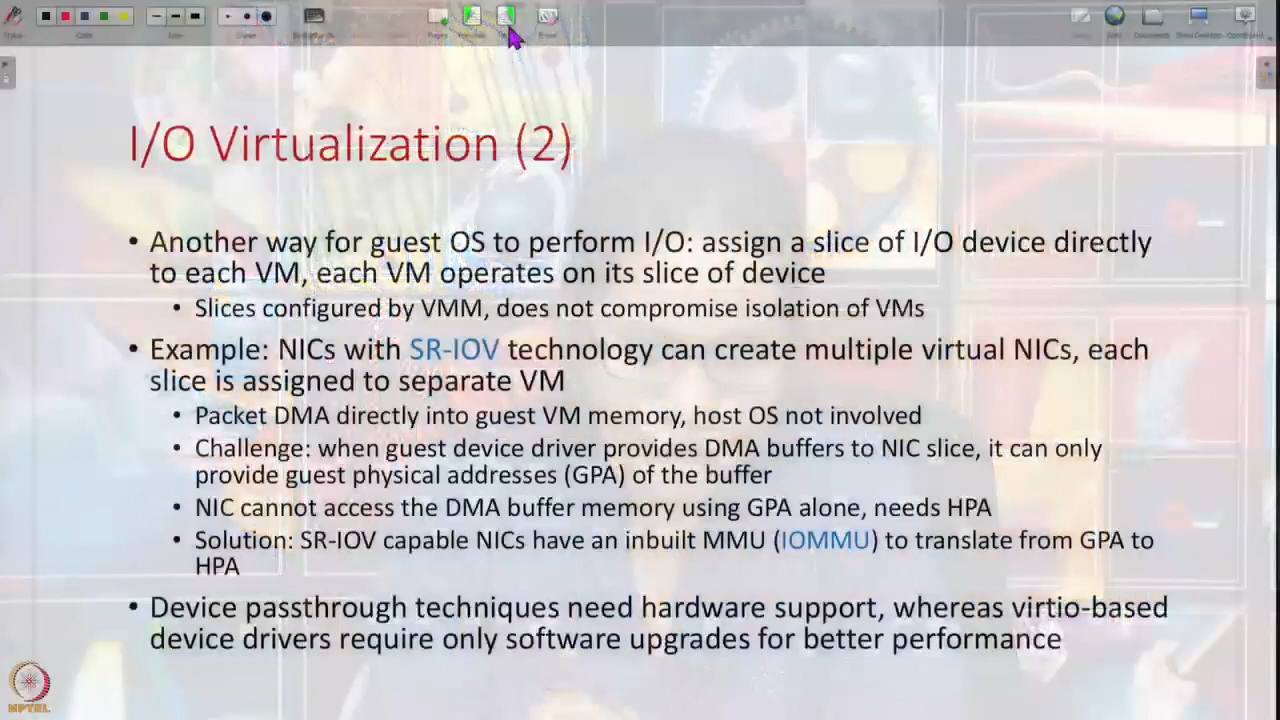 I/O Virtualization (2)
• Another way for guest OS to perform I/O: assign a slice of I/O device directly
to each VM, each VM operates on its slice of device
• Slices configured by VMM, does not compromise isolation of VMs
• Example: NICs with SR-IOV technology can create multiple virtual NICs, each
slice is assigned to separate VM
• Packet DMA directly into guest VM memory, host OS not involved
• Challenge: when guest device driver provides DMA buffers to NIC slice, it can only
provide guest physical addresses (GPA) of the buffer
• NIC cannot access the DMA buffer memory using GPA alone, needs HPA
• Solution: SR-IOV capable NICs have an inbuilt MMU (IOMMU) to translate from GPA to
HPA
• Device passthrough techniques need hardware support, whereas virtio-based
device drivers require only software upgrades for better performance
NPTEL